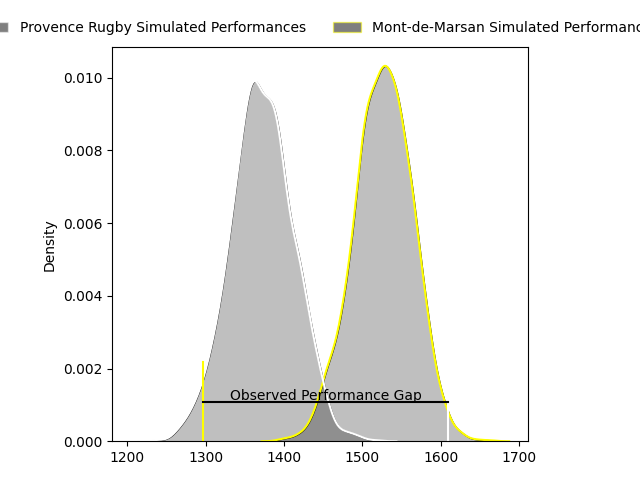 Provence Rugby Simulated Performances
Mont-de-Marsan Simulated Performanc
Density
0.010
0.008
0.006
0.004
0.002
0.000
Observed Performance Gap
1200 1300 1400 1500 1600 1700